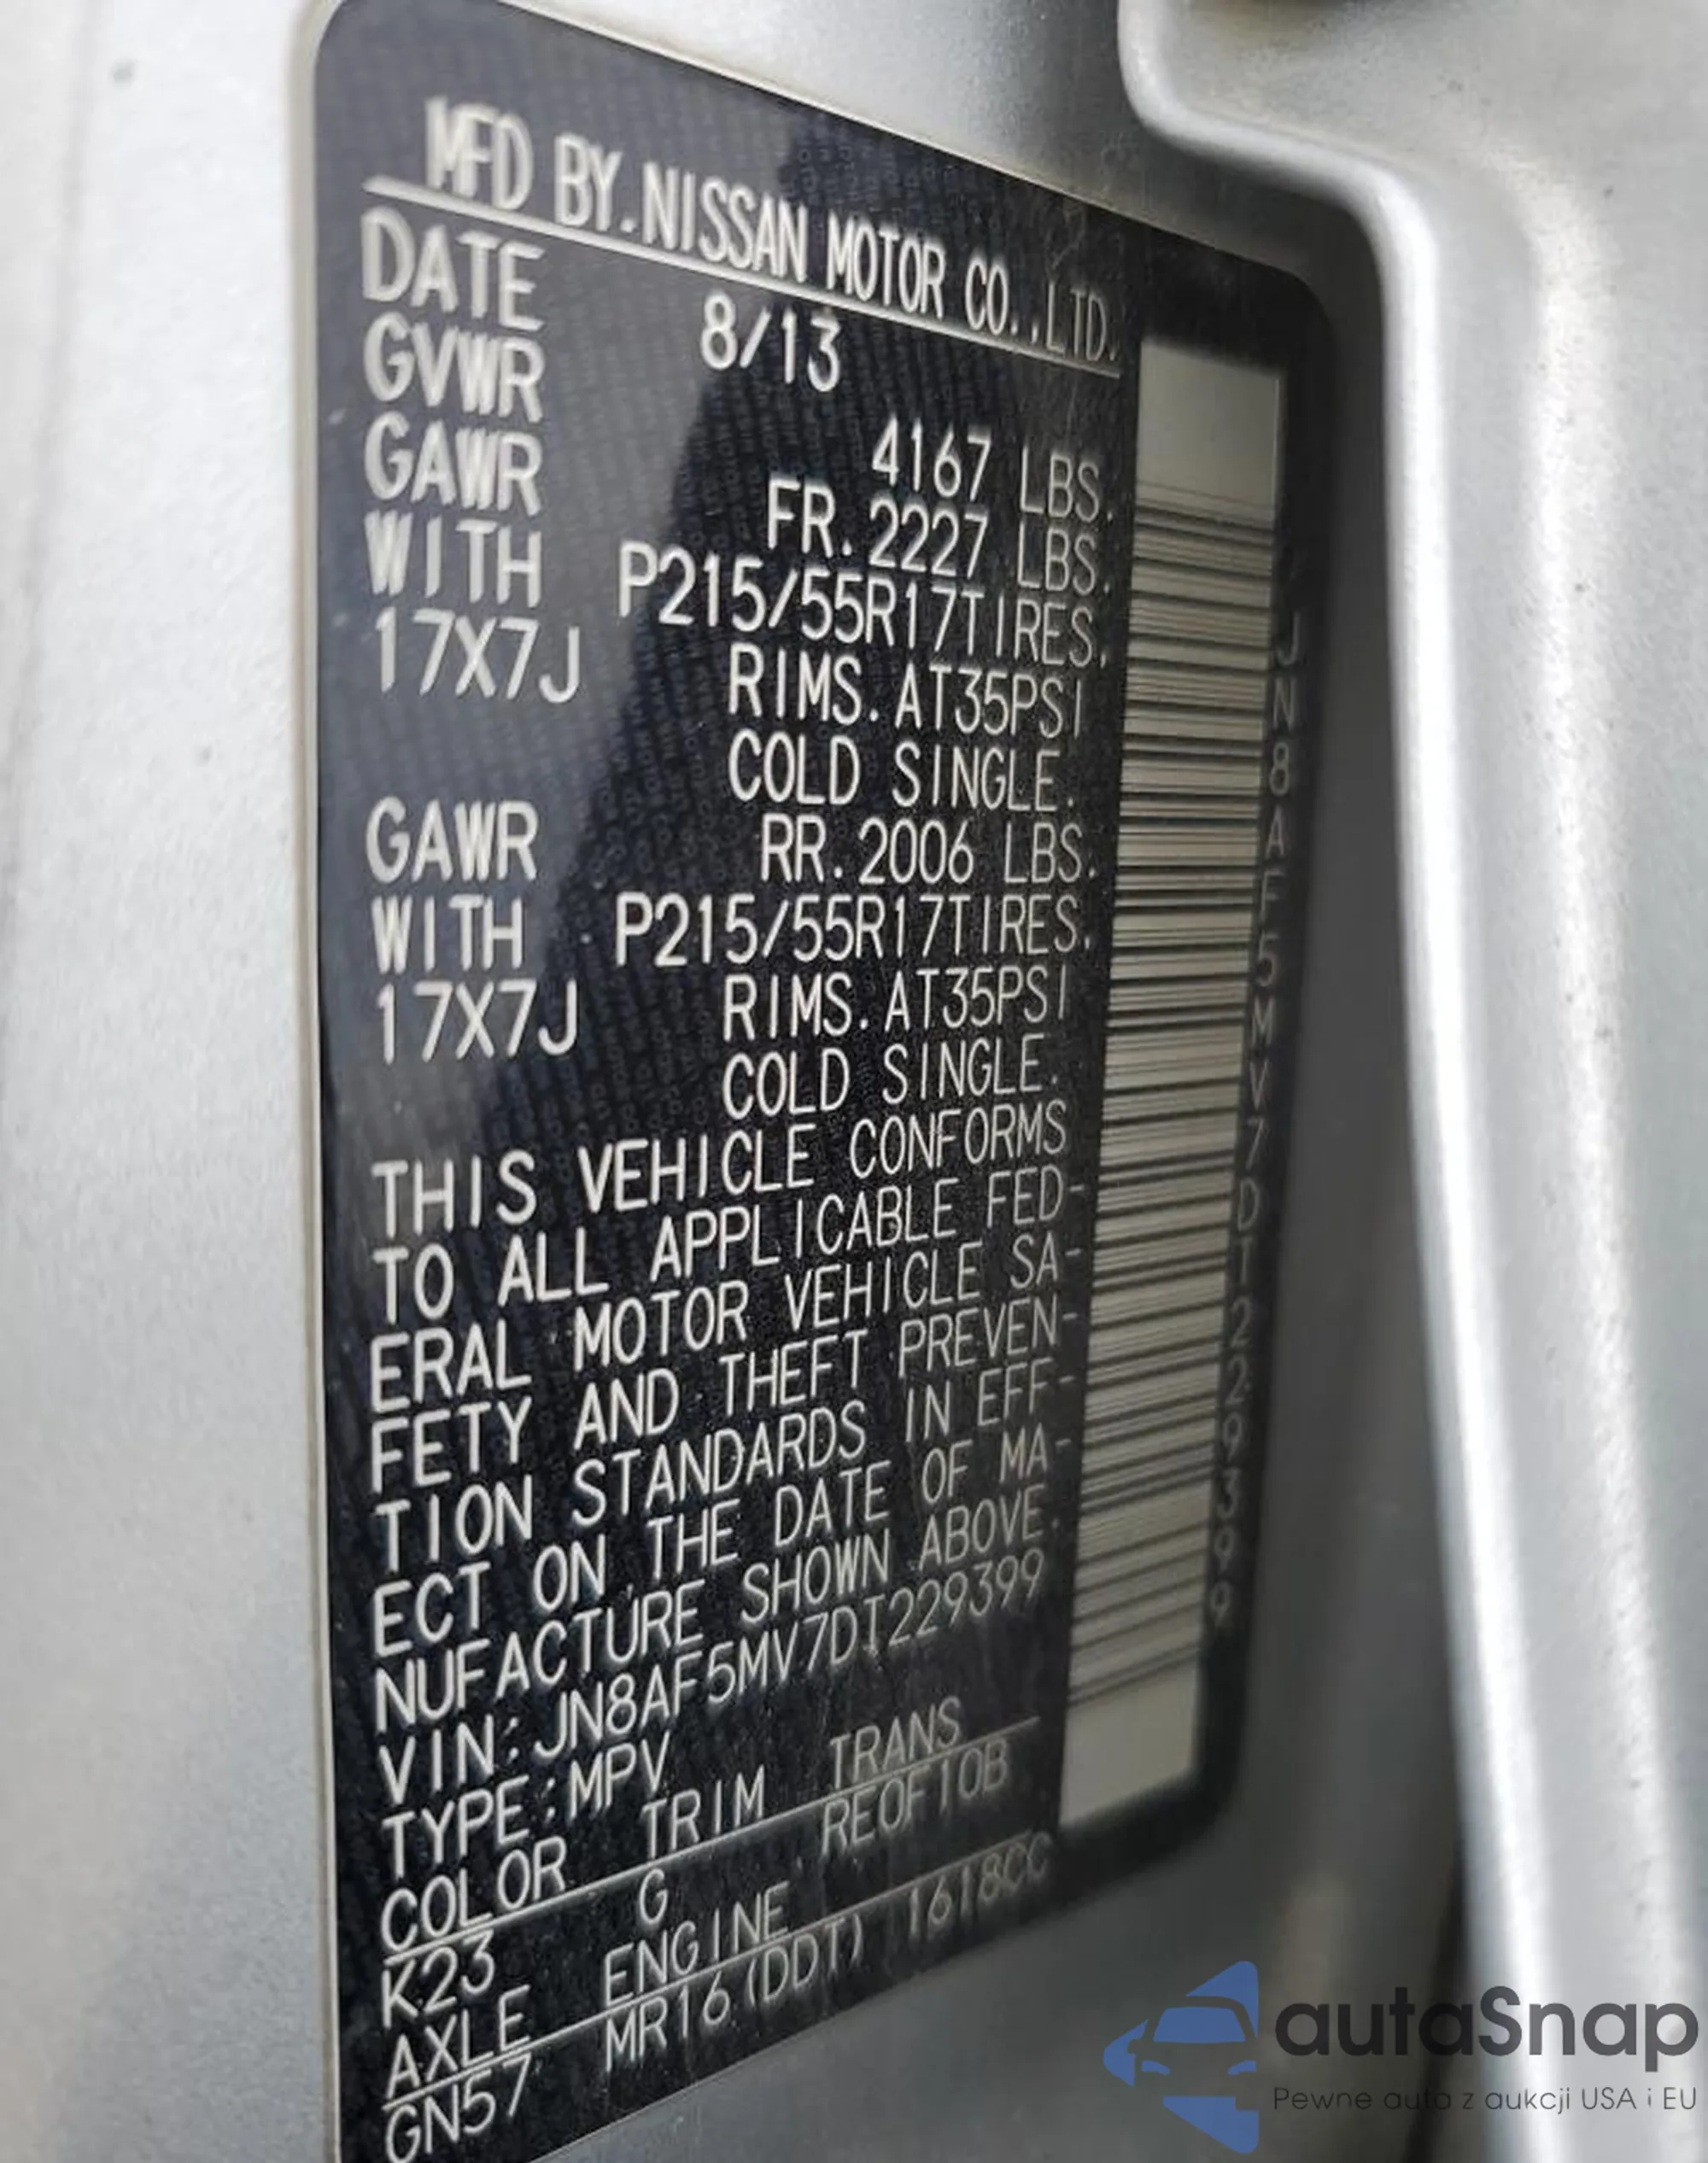 MFD BY.NISSAN MOTOR CO.,LTD.
DATE 8/13
GVWR 4167 LBS.
GAWR FR.2227 LBS.
WITH P215/55R17TIRES.
17X7J RIMS.AT35PSI
COLD SINGLE.
GAWR RR.2006 LBS.
WITH P215/55R17TIRES.
17X7J RIMS.AT35PSI
COLD SINGLE.
THIS VEHICLE CONFORMS
TO ALL APPLICABLE FED-
ERAL MOTOR VEHICLE SA-
FETY AND THEFT PREVEN-
TION STANDARDS IN EFF-
ECT ON THE DATE OF MA-
NUFACTURE SHOWN ABOVE.
VIN:JN8AF5MV7DT229399
TYPE:MPV
COLOR TRIM TRANS
K23 G RE0F10B
AXLE ENGINE
GN57 MR16(DDT) 1618CC
JN8AF5MV7DT229399
autaSnap
Pewne auta z aukcji USA i EU